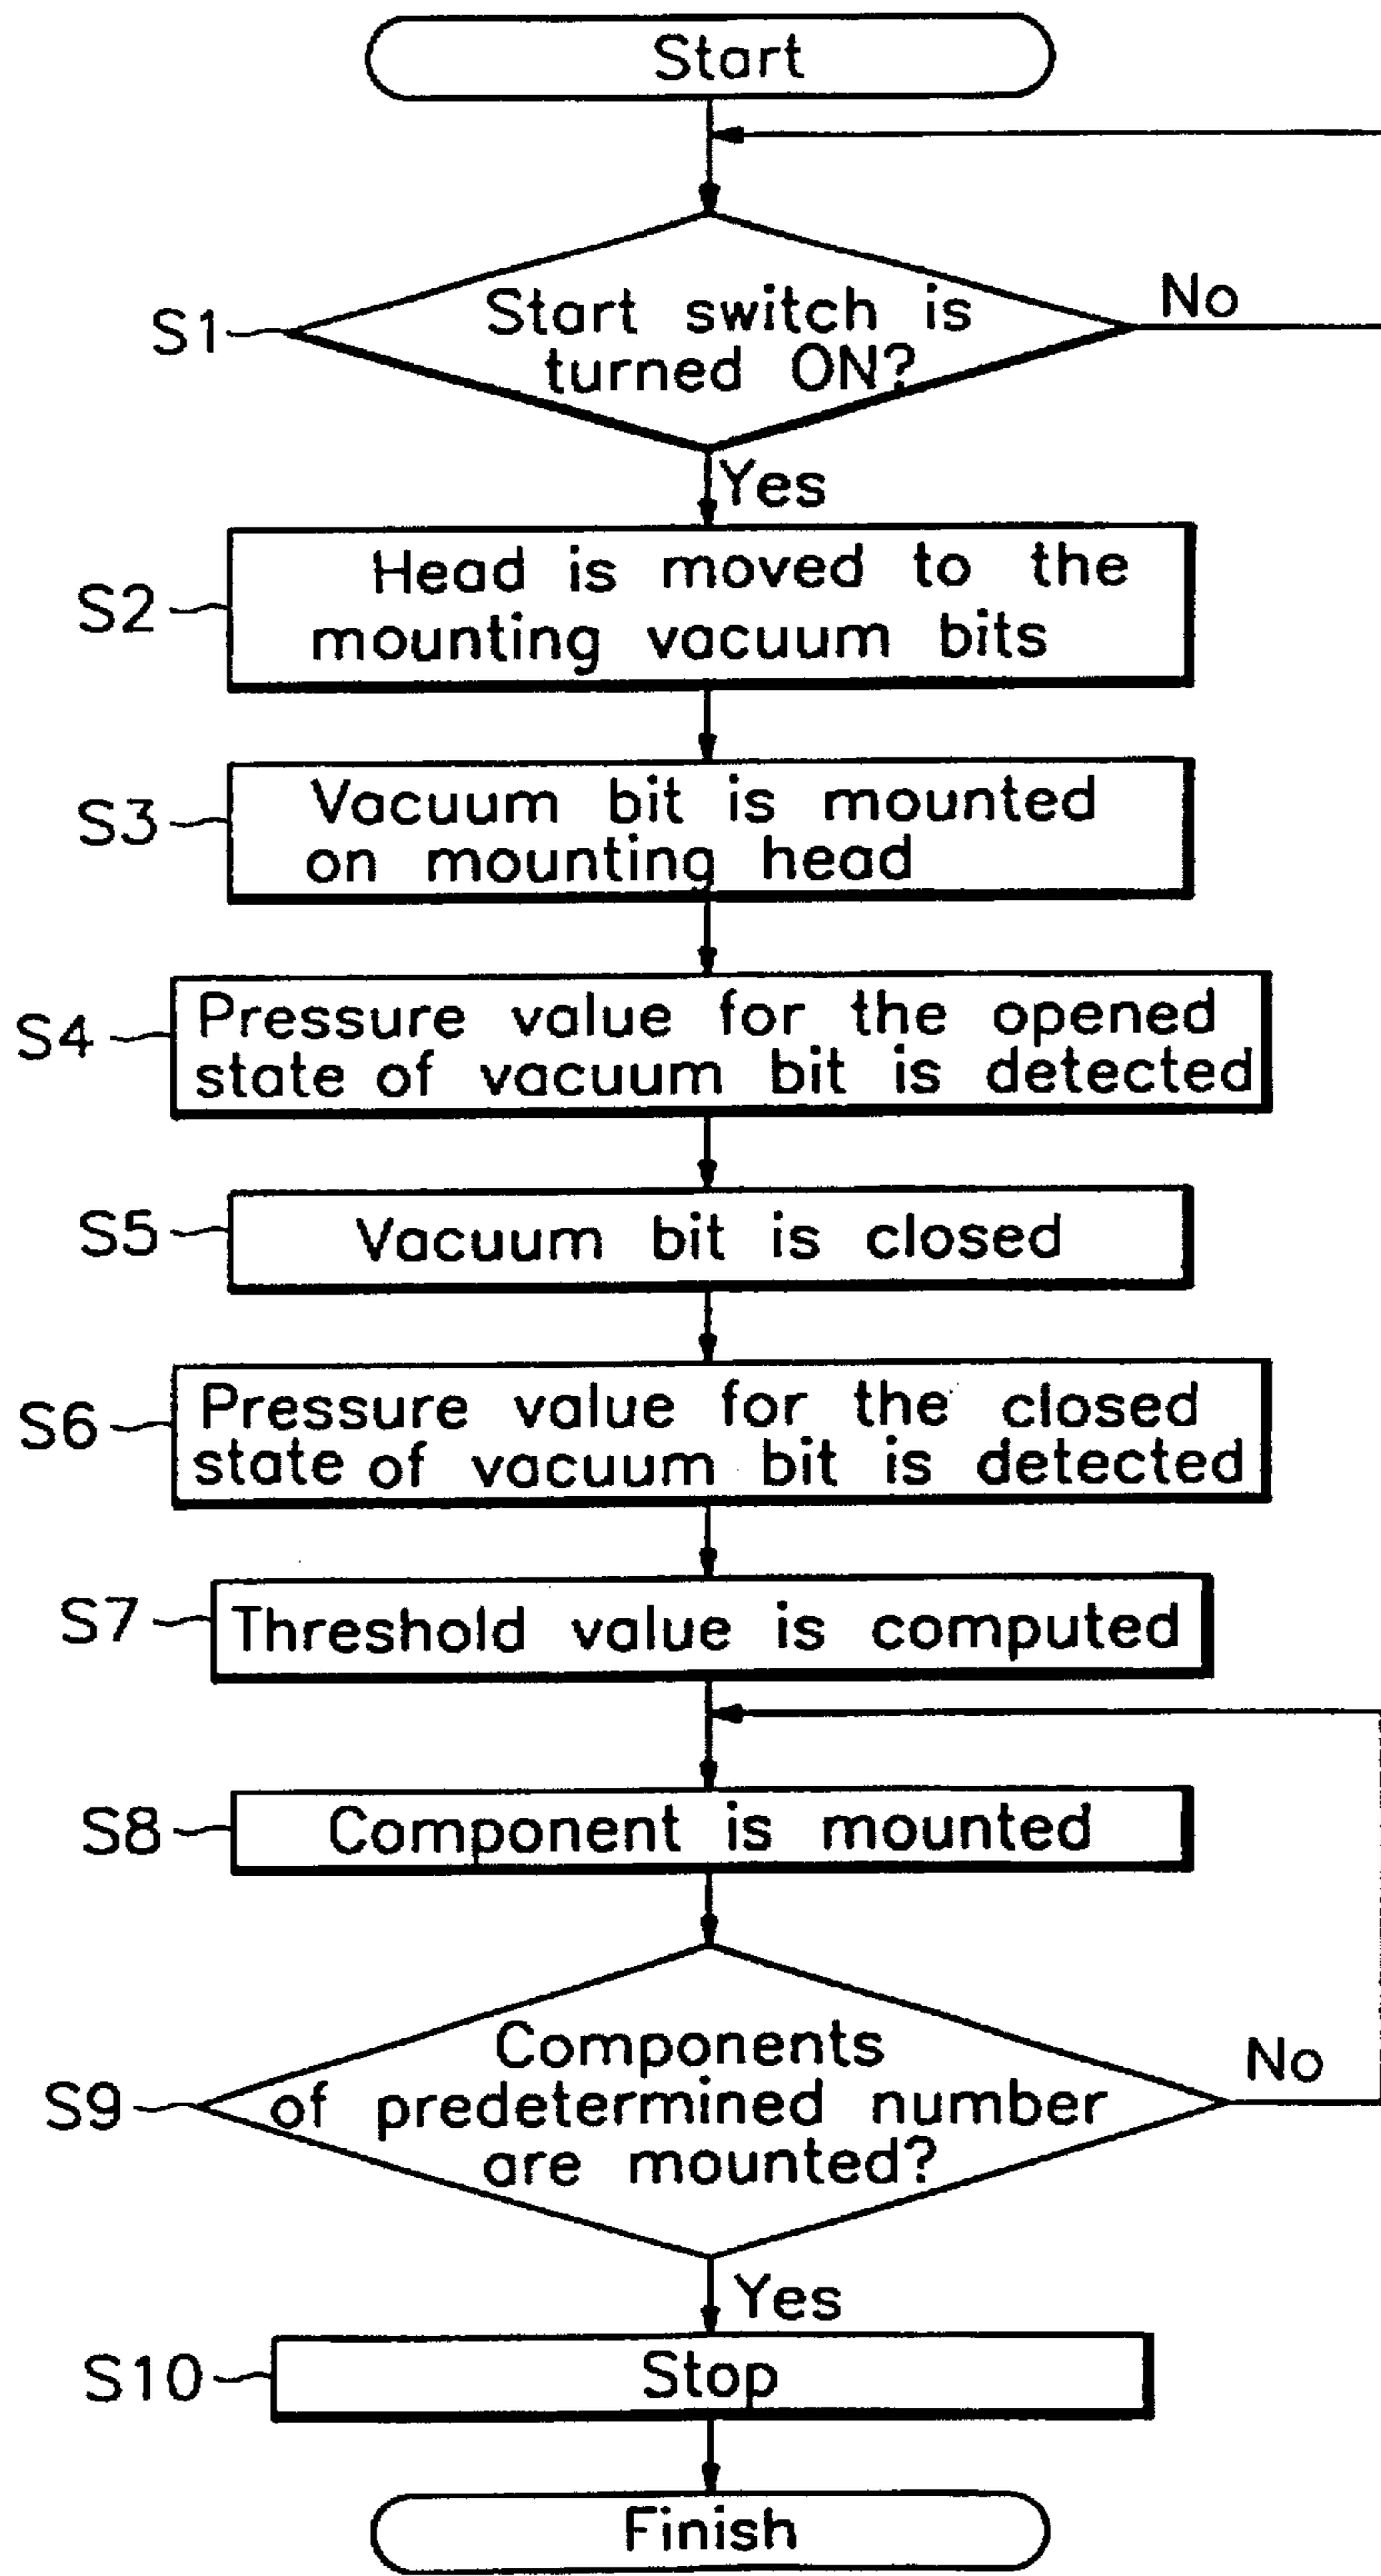 Start
S1
Start switch is
turned ON?
No
Yes
S2
Head is moved to the
mounting vacuum bits
S3
Vacuum bit is mounted
on mounting head
S4
Pressure value for the opened
state of vacuum bit is detected
S5
Vacuum bit is closed
S6
Pressure value for the closed
state of vacuum bit is detected
S7
Threshold value is computed
S8
Component is mounted
S9
Components
of predetermined number
are mounted?
No
Yes
S10
Stop
Finish